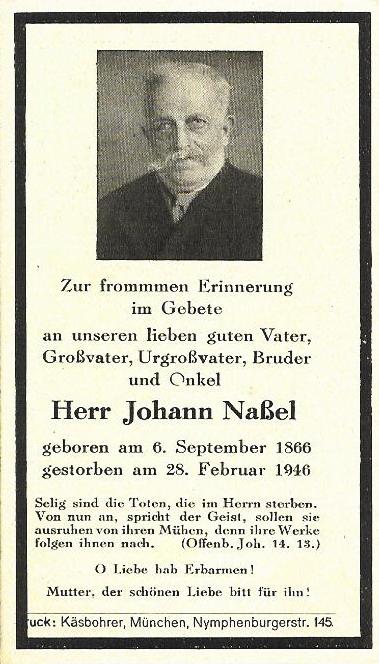 Zur frommmen Erinnerung
im Gebete
an unseren lieben guten Vater,
Großvater, Urgroßvater, Bruder
und Onkel
Herr Johann Naßel
geboren am 6. September 1866
gestorben am 28. Februar 1946
Selig sind die Toten, die im Herrn sterben.
Von nun an, spricht der Geist, sollen sie
ausruhen von ihren Mühen, denn ihre Werke
folgen ihnen nach. (Offenb. Joh. 14. 13.)
O Liebe hab Erbarmen!
Mutter, der schönen Liebe bitt für ihn!
ruck: Käsbohrer, München, Nymphenburgerstr. 145.